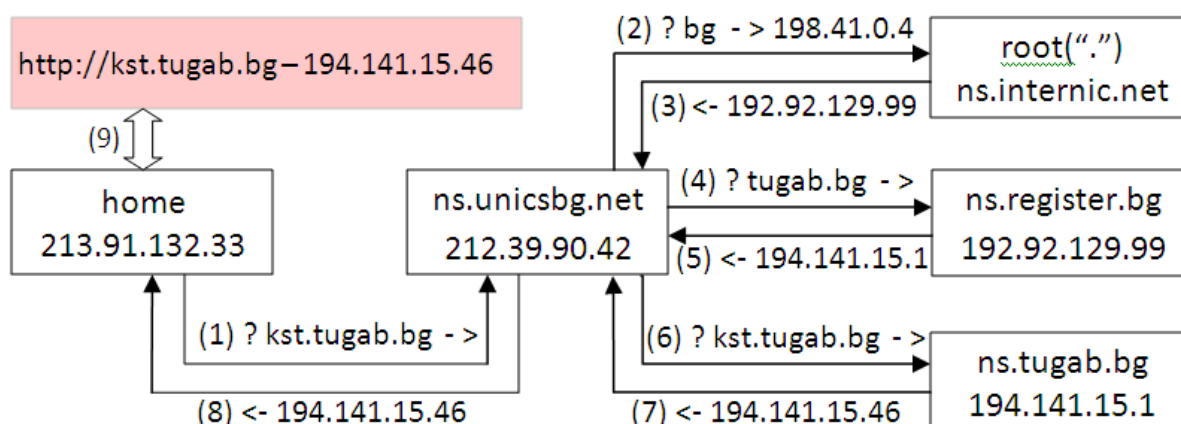 http://kst.tugab.bg – 194.141.15.46
(9)
home
213.91.132.33
(1) ? kst.tugab.bg - >
(8) <- 194.141.15.46
ns.unicsbg.net
212.39.90.42
(2) ? bg - > 198.41.0.4
(3) <- 192.92.129.99
root(“.”)
ns.internic.net
(4) ? tugab.bg - >
(5) <- 194.141.15.1
ns.register.bg
192.92.129.99
(6) ? kst.tugab.bg - >
(7) <- 194.141.15.46
ns.tugab.bg
194.141.15.1